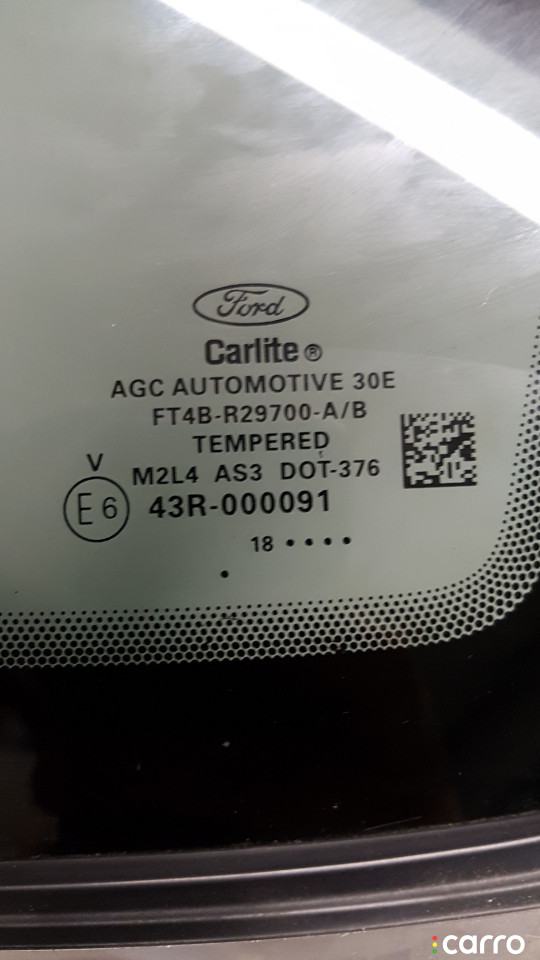 Ford
Carlite®
AGC AUTOMOTIVE 30E
FT4B-R29700-A/B
TEMPERED
V
M2L4 AS3 DOT-376
E6 43R-000091
18 • • • •
•
carro